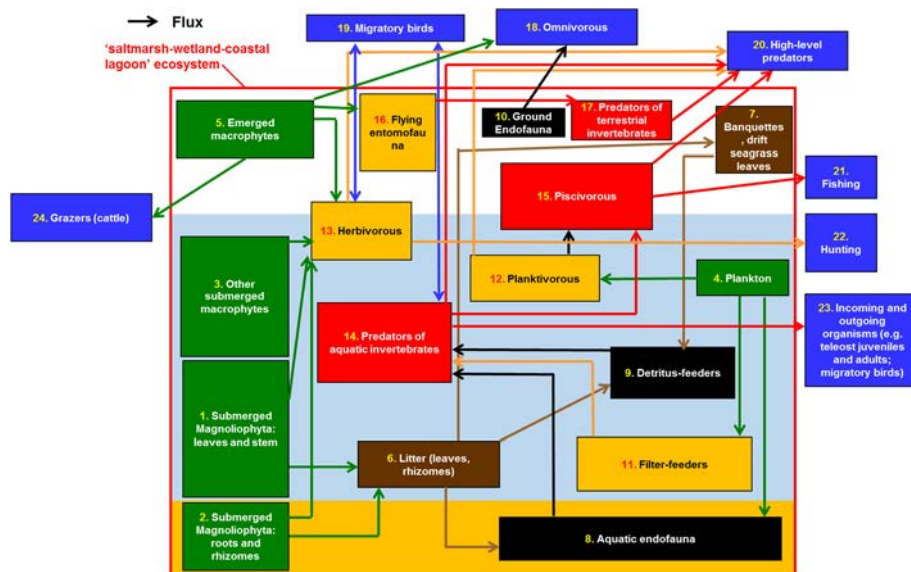 Flux
'saltmarsh-wetland-coastal
lagoon' ecosystem
19. Migratory birds
18. Omnivorous
20. High-level
predators
5. Emerged
macrophytes
16. Flying
entomofau
na
10. Ground
Endofauna
17. Predators of
terrestrial
invertebrates
7.
Banquettes
, drift
seagrass
leaves
15.
Piscivorous
21.
Fishing
24. Grazers (cattle)
13.
Herbivorous
22.
Hunting
3. Other
submerged
macrophytes
12. Planktivorous
4. Plankton
14. Predators of
aquatic invertebrates
23. Incoming and
outgoing
organisms (e.g.
teleost juveniles
and adults;
migratory birds)
9.
Detritus-feeders
1. Submerged
Magnoliophyta:
leaves and stem
6. Litter (leaves,
rhizomes)
11. Filter-feeders
2. Submerged
Magnoliophyta:
roots and
rhizomes
8. Aquatic endofauna